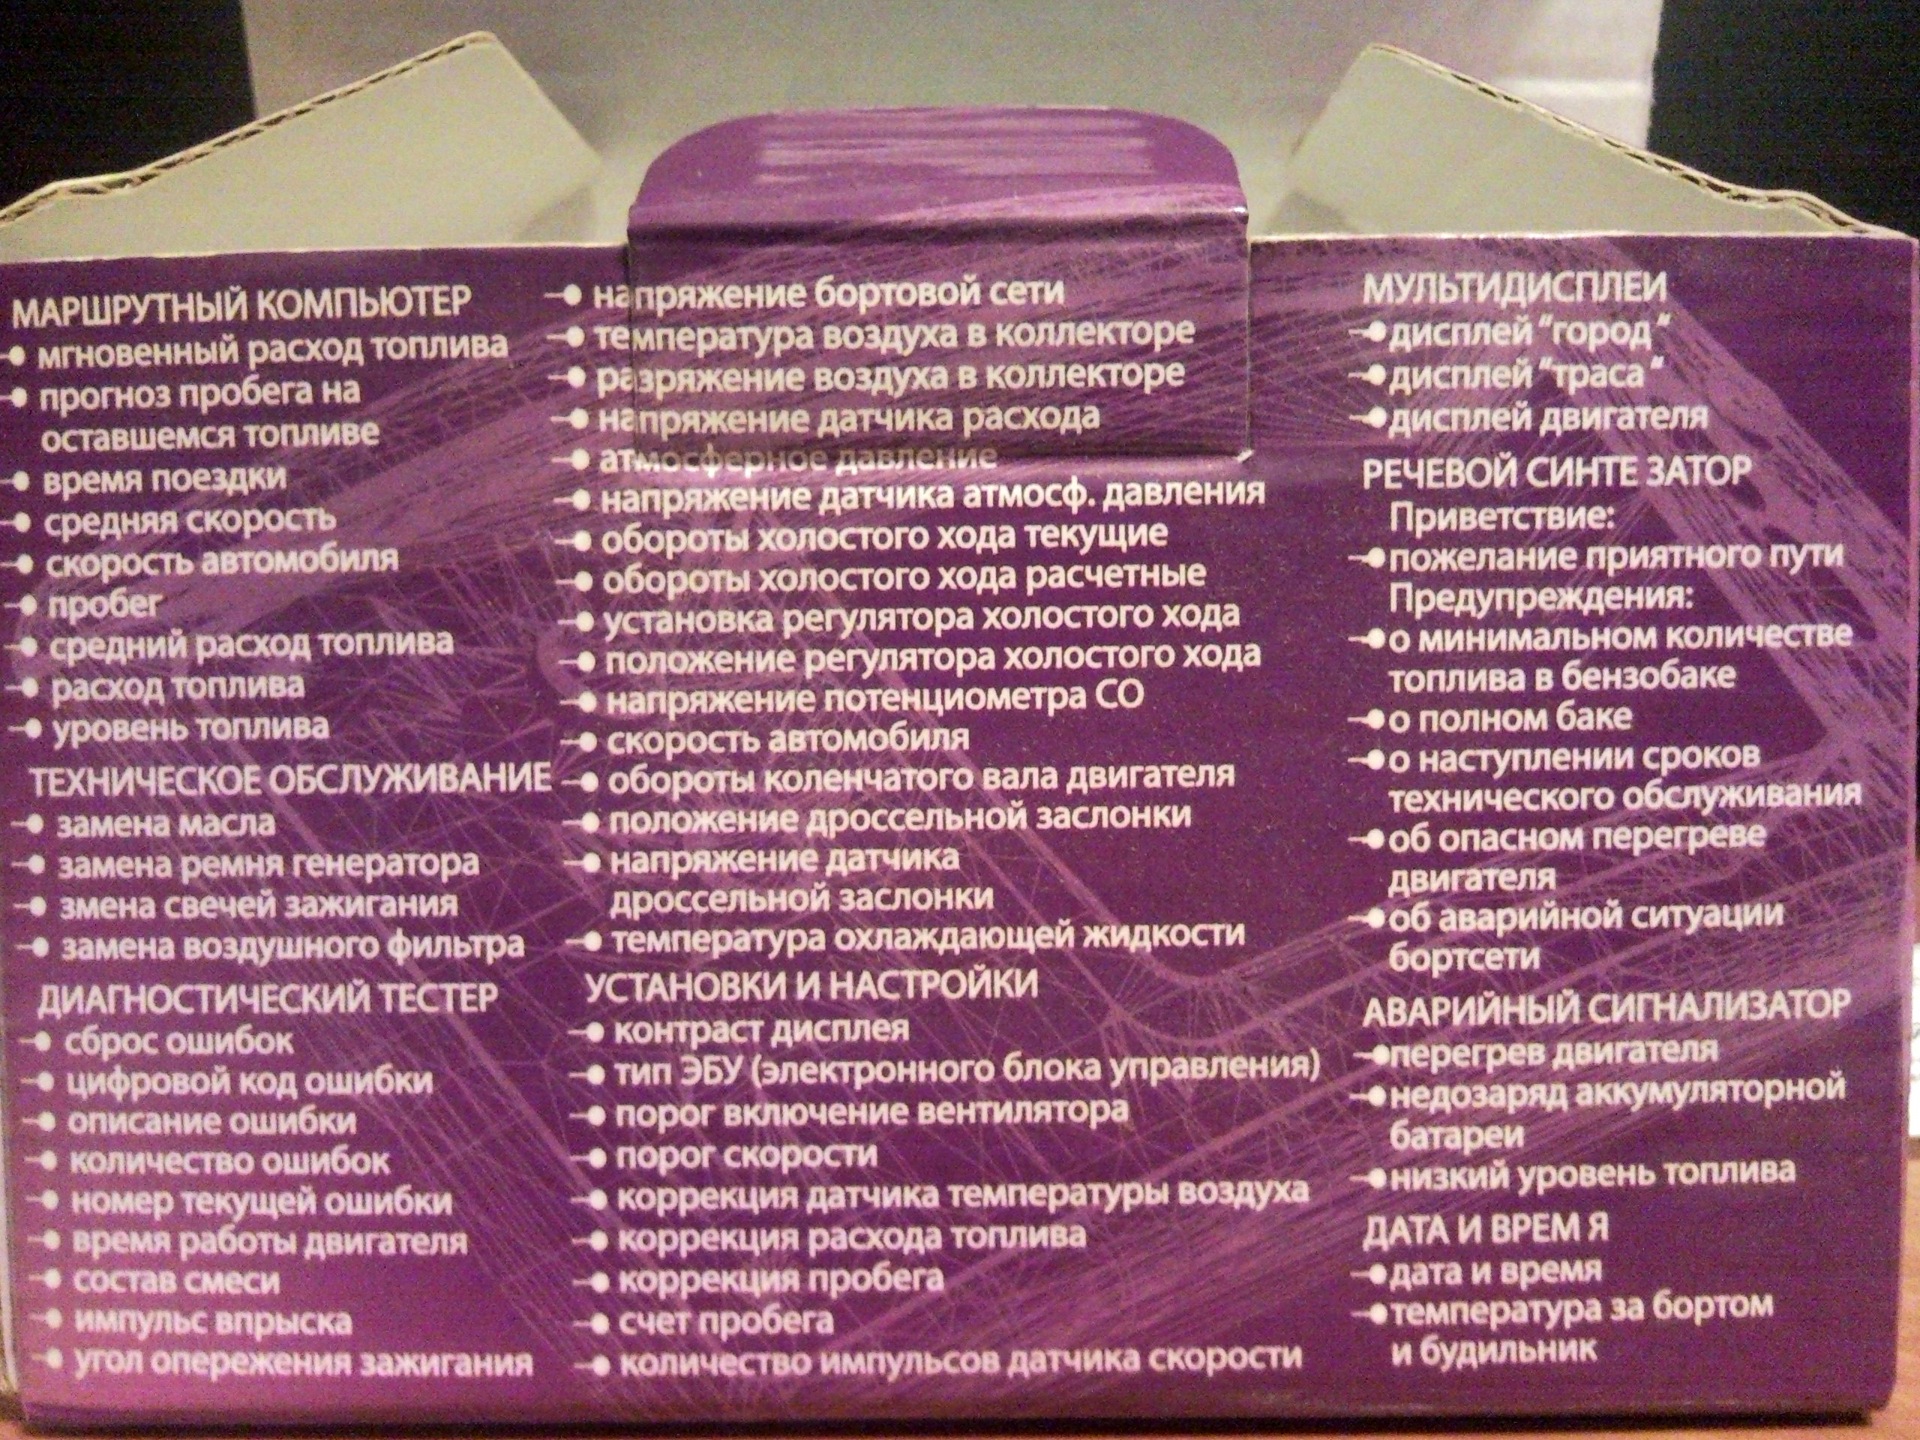 МАРШРУТНЫЙ КОМПЬЮТЕР
мгновенный расход топлива
прогноз пробега на
оставшемся топливе
время поездки
средняя скорость
скорость автомобиля
пробег
средний расход топлива
расход топлива
уровень топлива
ТЕХНИЧЕСКОЕ ОБСЛУЖИВАНИЕ
замена масла
замена ремня генератора
змена свечей зажигания
замена воздушного фильтра
ДИАГНОСТИЧЕСКИЙ ТЕСТЕР
сброс ошибок
цифровой код ошибки
описание ошибки
количество ошибок
номер текущей ошибки
время работы двигателя
состав смеси
импульс впрыска
угол опережения зажигания
напряжение бортовой сети
температура воздуха в коллекторе
разряжение воздуха в коллекторе
напряжение датчика расхода
атмосферное давление
напряжение датчика атмосф. давления
обороты холостого хода текущие
обороты холостого хода расчетные
установка регулятора холостого хода
положение регулятора холостого хода
напряжение потенциометра СО
скорость автомобиля
обороты коленчатого вала двигателя
положение дроссельной заслонки
напряжение датчика
дроссельной заслонки
температура охлаждающей жидкости
УСТАНОВКИ И НАСТРОЙКИ
контраст дисплея
тип ЭБУ (электронного блока управления)
порог включение вентилятора
порог скорости
коррекция датчика температуры воздуха
коррекция расхода топлива
коррекция пробега
счет пробега
количество импульсов датчика скорости
МУЛЬТИДИСПЛЕИ
дисплей "город"
дисплей "траса"
дисплей двигателя
РЕЧЕВОЙ СИНТЕ ЗАТОР
Приветствие:
пожелание приятного пути
Предупреждения:
о минимальном количестве
топлива в бензобаке
о полном баке
о наступлении сроков
технического обслуживания
об опасном перегреве
двигателя
об аварийной ситуации
бортсети
АВАРИЙНЫЙ СИГНАЛИЗАТОР
перегрев двигателя
недозаряд аккумуляторной
батареи
низкий уровень топлива
ДАТА И ВРЕМ Я
дата и время
температура за бортом
и будильник